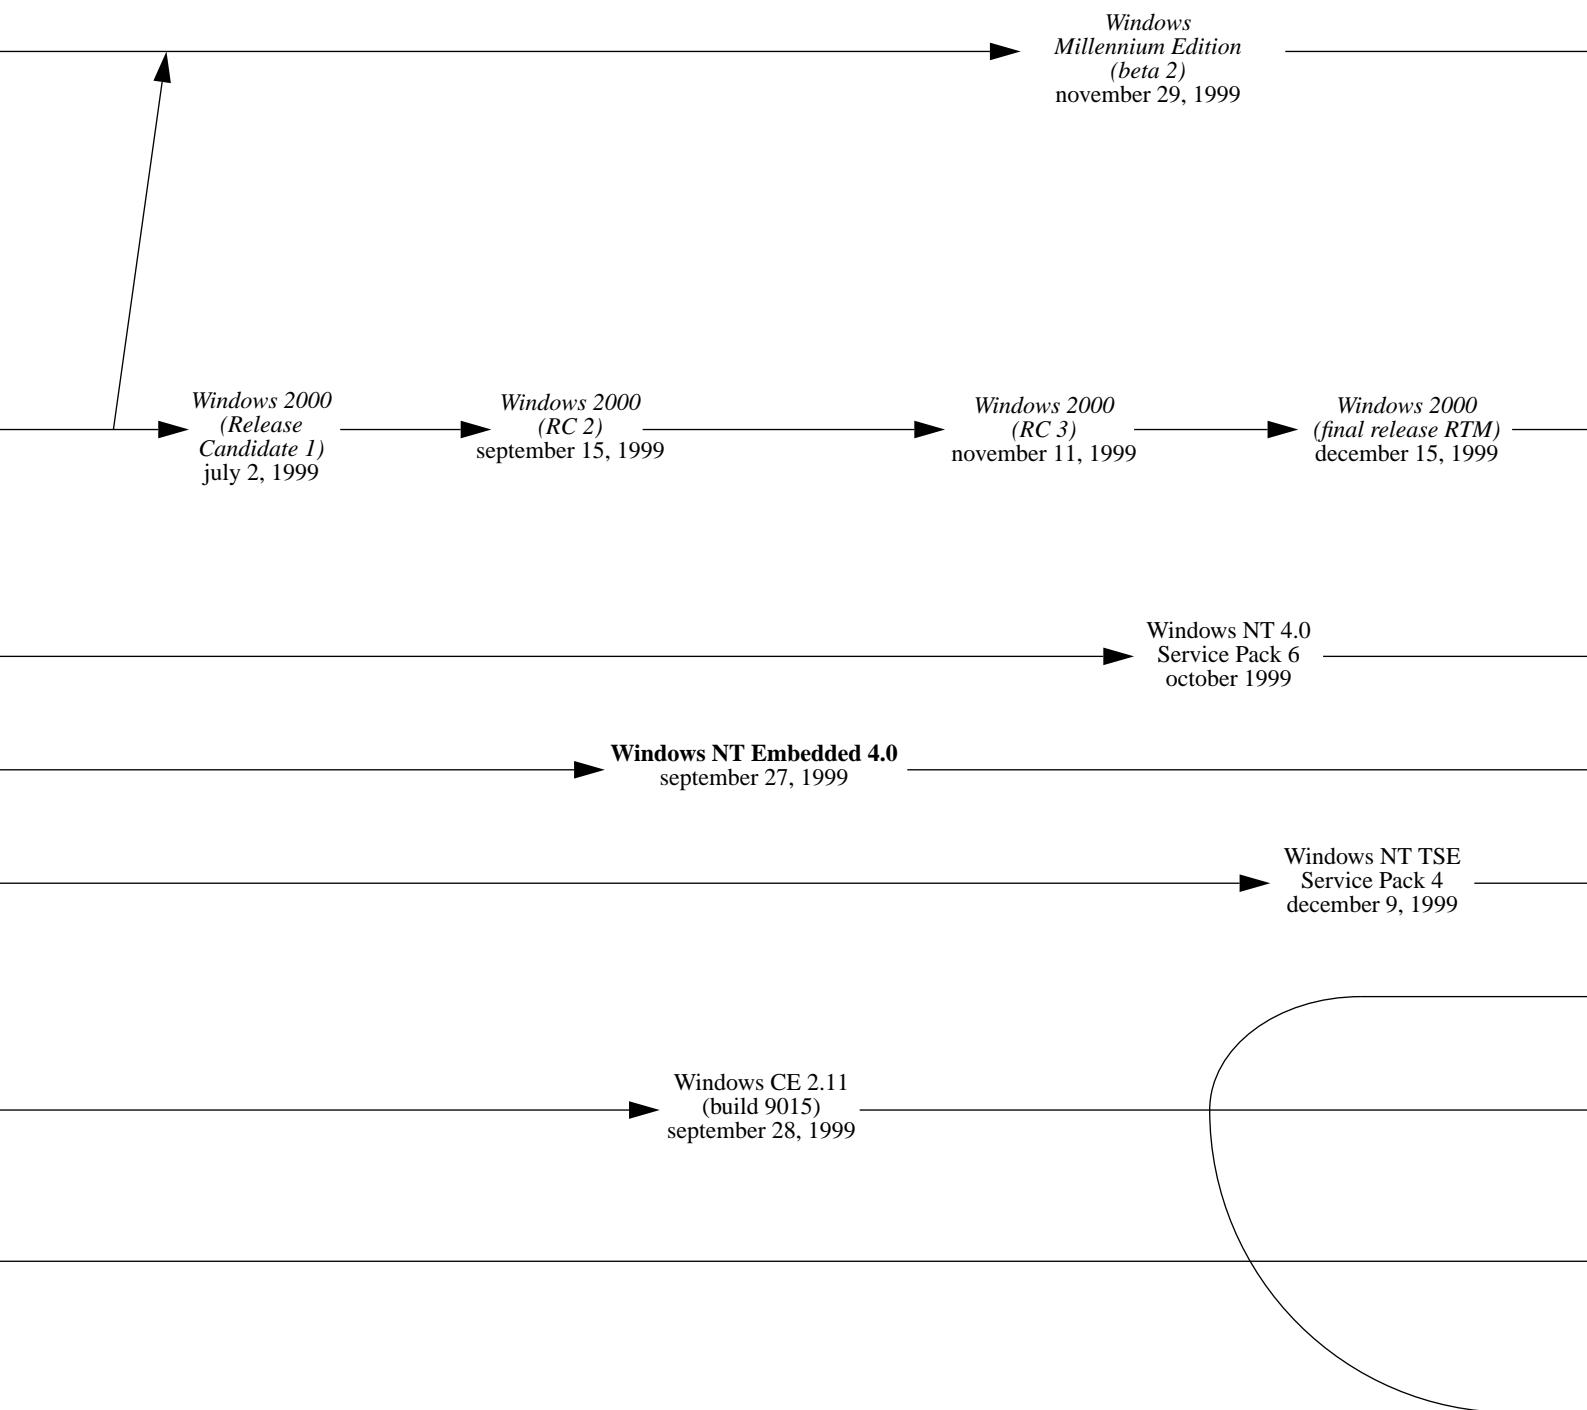 Windows
Millennium Edition
(beta 2)
november 29, 1999
Windows 2000
(Release
Candidate 1)
july 2, 1999
Windows 2000
(RC 2)
september 15, 1999
Windows 2000
(RC 3)
november 11, 1999
Windows 2000
(final release RTM)
december 15, 1999
Windows NT 4.0
Service Pack 6
october 1999
Windows NT Embedded 4.0
september 27, 1999
Windows NT TSE
Service Pack 4
december 9, 1999
Windows CE 2.11
(build 9015)
september 28, 1999